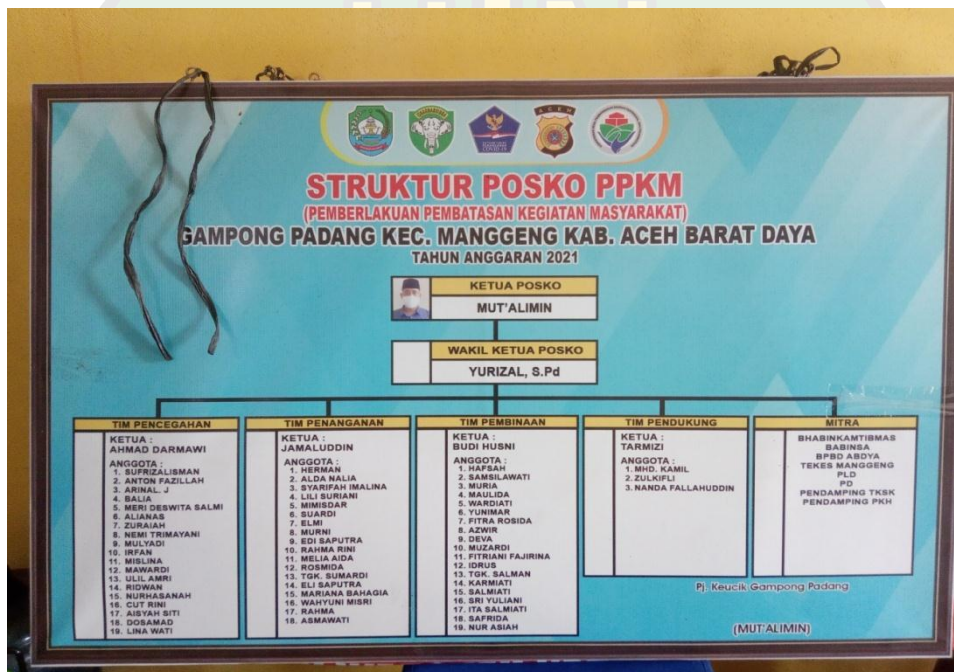 STRUKTUR POSKO PPKM
(PEMBERLAKUAN PEMBATASAN KEGIATAN MASYARAKAT)
GAMPONG PADANG KEC. MANGGENG KAB. ACEH BARAT DAYA
TAHUN ANGGARAN 2021
KETUA POSKO
MUT'ALIMIN
WAKIL KETUA POSKO
YURIZAL, S.Pd
TIM PENCEGAHAN
KETUA :
AHMAD DARMAWI
ANGGOTA :
1. SUFRIZALISMAN
2. ANTON FAZILLAH
3. ARINAL. J
4. BALIA
5. MERI DESWITA SALMI
6. ALIANAS
7. ZURAIAH
8. NEMI TRIMAYANI
9. MULYADI
10. IRFAN
11. MISLINA
12. MAWARDI
13. ULIL AMRI
14. RIDWAN
15. NURHASANAH
16. CUT RINI
17. AISYAH SITI
18. DOSAMAD
19. LINA WATI
TIM PENANGANAN
KETUA :
JAMALUDDIN
ANGGOTA :
1. HERMAN
2. ALDA NALIA
3. SYARIFAH IMALINA
4. LILI SURIANI
5. MIMISDAR
6. SUARDI
7. ELMI
8. MURNI
9. EDI SAPUTRA
10. RAHMA RINI
11. MELIA AIDA
12. ROSMIDA
13. TGK. SUMARDI
14. ELI SAPUTRA
15. MARIANA BAHAGIA
16. WAHYUNI MISRI
17. RAHMA
18. ASMAWATI
TIM PEMBINAAN
KETUA :
BUDI HUSNI
ANGGOTA :
1. HAFSAH
2. SAMSILAWATI
3. MURIA
4. MAULIDA
5. WARDIATI
6. YUNIMAR
7. FITRA ROSIDA
8. AZWIR
9. DEVA
10. MUZARDI
11. FITRIANI FAJIRINA
12. IDRUS
13. TGK. SALMAN
14. KARMIATI
15. SALMIATI
16. SRI YULIANI
17. ITA SALMIATI
18. SAFRIDA
19. NUR ASIAH
TIM PENDUKUNG
KETUA :
TARMIZI
ANGGOTA :
1. MHD. KAMIL
2. ZULKIFLI
3. NANDA FALLAHUDDIN
MITRA
BHABINKAMTIBMAS
BABINSA
BPBD ABDYA
TEKES MANGGENG
PLD
PD
PENDAMPING TKSK
PENDAMPING PKH
Pj. Keucik Gampong Padang
(MUT'ALIMIN)